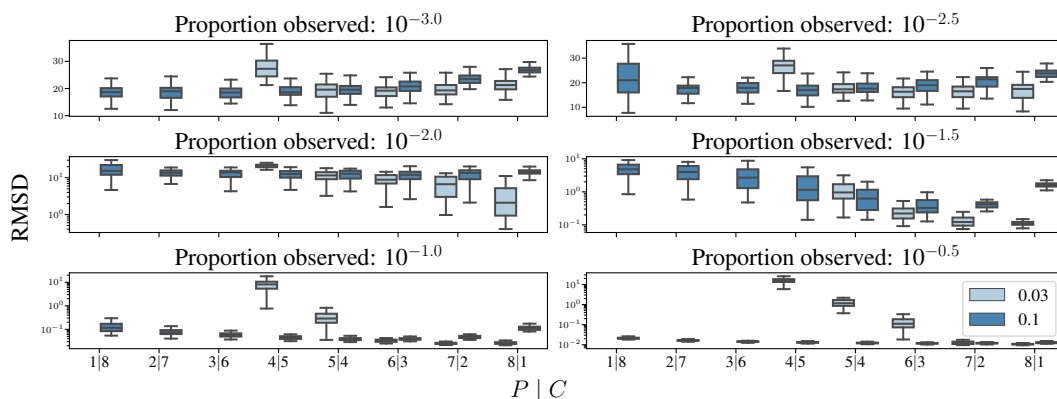 Proportion observed: 10^{-3.0}
Proportion observed: 10^{-2.5}
30
20
10
30
20
10
Proportion observed: 10^{-2.0}
Proportion observed: 10^{-1.5}
10^1
10^0
10^1
10^0
10^{-1}
RMSD
Proportion observed: 10^{-1.0}
Proportion observed: 10^{-0.5}
10^1
10^0
10^{-1}
10^1
10^0
10^{-1}
10^{-2}
0.03
0.1
1|8 2|7 3|6 4|5 5|4 6|3 7|2 8|1
1|8 2|7 3|6 4|5 5|4 6|3 7|2 8|1
P | C